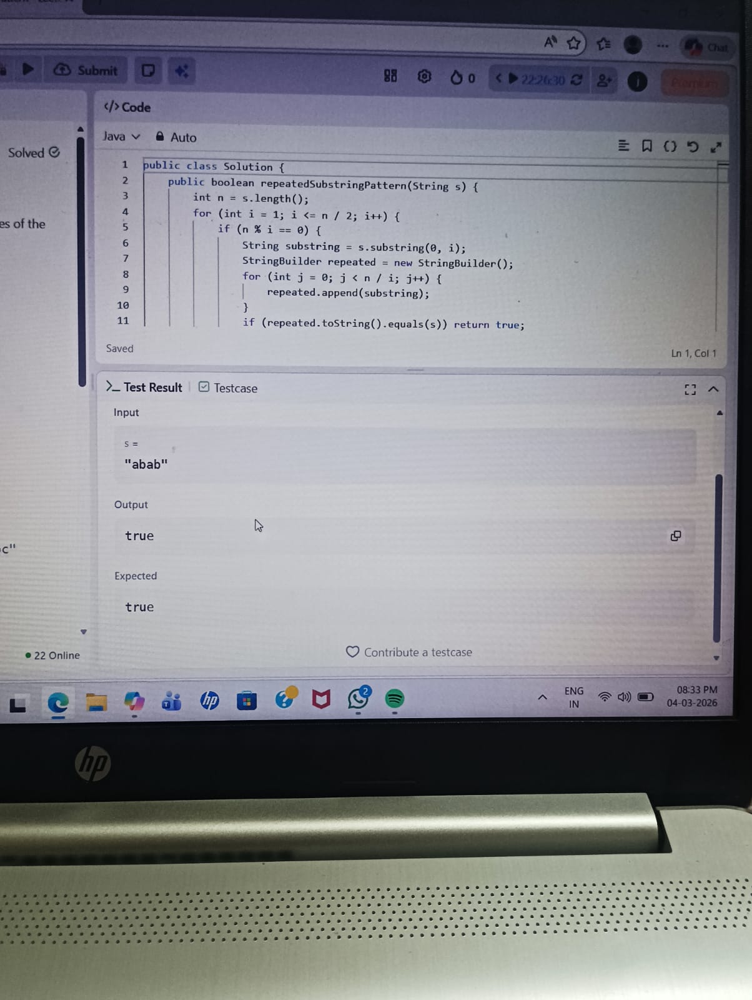 Chat
Submit
0
22:26:30
Premium
</> Code
Java
Auto
Solved
es of the
c"
22 Online
1 public class Solution {
2 public boolean repeatedSubstringPattern(String s) {
3 int n = s.length();
4 for (int i = 1; i <= n / 2; i++) {
5 if (n % i == 0) {
6 String substring = s.substring(0, i);
7 StringBuilder repeated = new StringBuilder();
8 for (int j = 0; j < n / i; j++) {
9 repeated.append(substring);
10 }
11 if (repeated.toString().equals(s)) return true;
Saved
Ln 1, Col 1
Test Result
Testcase
Input
s =
"abab"
Output
true
Expected
true
Contribute a testcase
hp
2
ENG
IN
08:33 PM
04-03-2026
hp